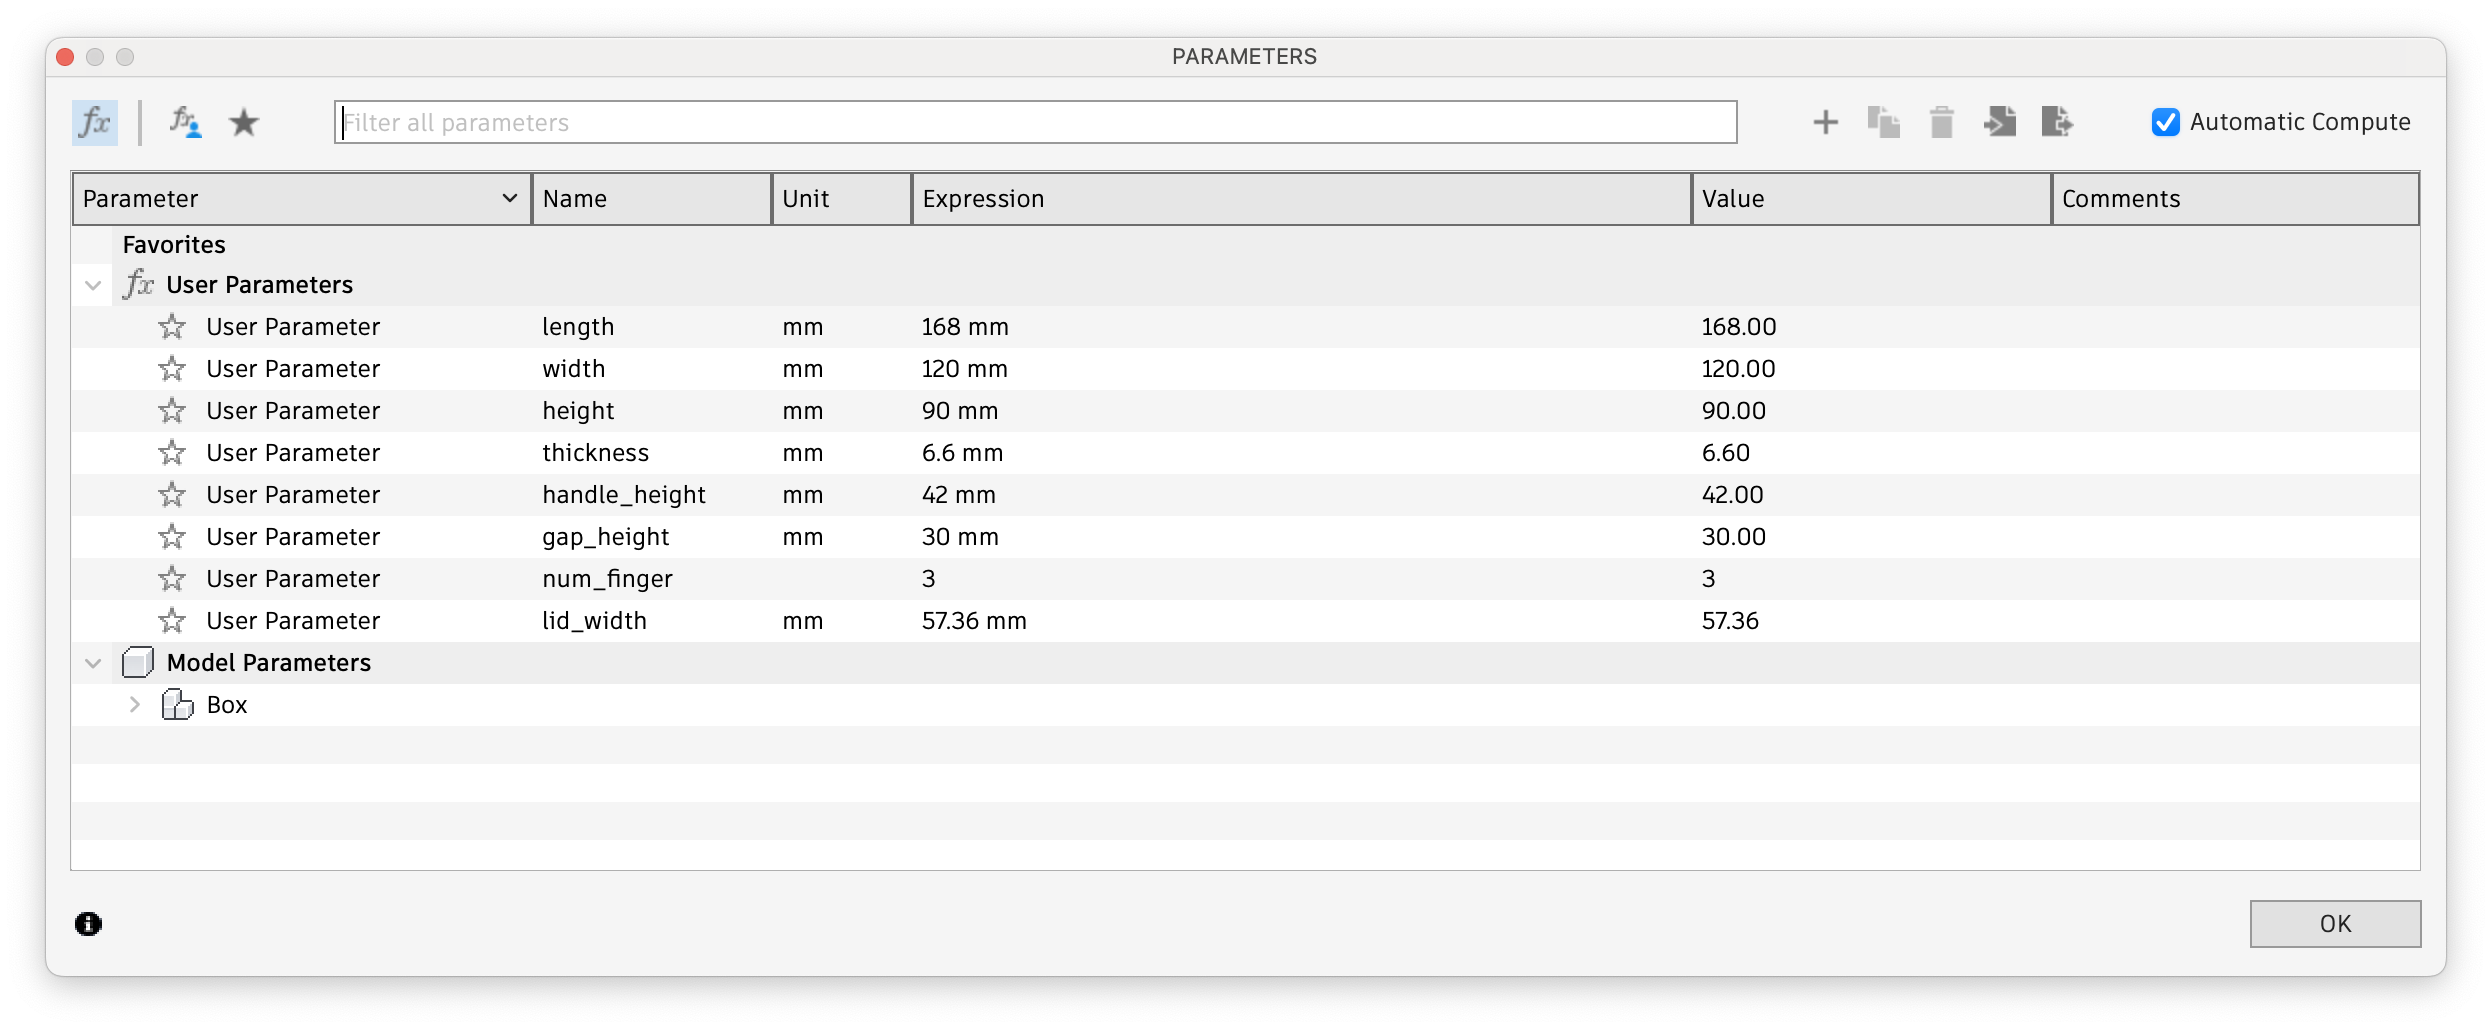 PARAMETERS
fx fx Filter all parameters Automatic Compute
Parameter Name Unit Expression Value Comments
Favorites
fx User Parameters
User Parameter length mm 168 mm 168.00
User Parameter width mm 120 mm 120.00
User Parameter height mm 90 mm 90.00
User Parameter thickness mm 6.6 mm 6.60
User Parameter handle_height mm 42 mm 42.00
User Parameter gap_height mm 30 mm 30.00
User Parameter num_finger 3 3
User Parameter lid_width mm 57.36 mm 57.36
Model Parameters
Box
OK